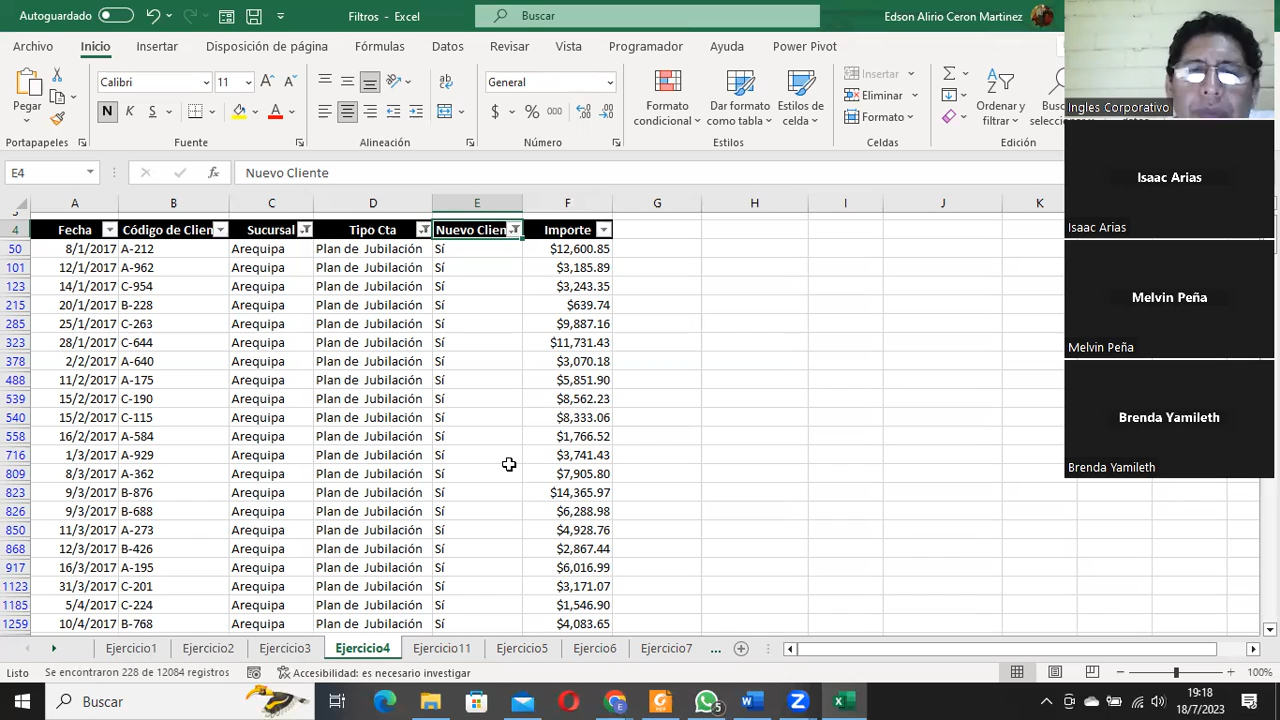 Autoguardado
Filtros - Excel
Buscar
Edson Alirio Ceron Martinez
Archivo Inicio Insertar Disposición de página Fórmulas Datos Revisar Vista Programador Ayuda Power Pivot
Pegar
Calibri 11
N K S
General
$ % 000
Formato condicional
Dar formato como tabla
Estilos de celda
Insertar
Eliminar
Formato
Ordenar y filtrar
Portapapeles Fuente Alineación Número Estilos Celdas Edición
E4 fx Nuevo Cliente
A B C D E F G H I J K
4 Fecha Código de Clien Sucursal Tipo Cta Nuevo Clien Importe
50 8/1/2017 A-212 Arequipa Plan de Jubilación Sí $12,600.85
101 12/1/2017 A-962 Arequipa Plan de Jubilación Sí $3,185.89
123 14/1/2017 C-954 Arequipa Plan de Jubilación Sí $3,243.35
215 20/1/2017 B-228 Arequipa Plan de Jubilación Sí $639.74
285 25/1/2017 C-263 Arequipa Plan de Jubilación Sí $9,887.16
323 28/1/2017 C-644 Arequipa Plan de Jubilación Sí $11,731.43
378 2/2/2017 A-640 Arequipa Plan de Jubilación Sí $3,070.18
488 11/2/2017 A-175 Arequipa Plan de Jubilación Sí $5,851.90
539 15/2/2017 C-190 Arequipa Plan de Jubilación Sí $8,562.23
540 15/2/2017 C-115 Arequipa Plan de Jubilación Sí $8,333.06
558 16/2/2017 A-584 Arequipa Plan de Jubilación Sí $1,766.52
716 1/3/2017 A-929 Arequipa Plan de Jubilación Sí $3,741.43
809 8/3/2017 A-362 Arequipa Plan de Jubilación Sí $7,905.80
823 9/3/2017 B-876 Arequipa Plan de Jubilación Sí $14,365.97
826 9/3/2017 B-688 Arequipa Plan de Jubilación Sí $6,288.98
850 11/3/2017 A-273 Arequipa Plan de Jubilación Sí $4,928.76
868 12/3/2017 B-426 Arequipa Plan de Jubilación Sí $2,867.44
917 16/3/2017 A-195 Arequipa Plan de Jubilación Sí $6,016.99
1123 31/3/2017 C-201 Arequipa Plan de Jubilación Sí $3,171.07
1185 5/4/2017 C-224 Arequipa Plan de Jubilación Sí $1,546.90
1259 10/4/2017 B-768 Arequipa Plan de Jubilación Sí $4,083.65
Ejercicio1 Ejercicio2 Ejercicio3 Ejercicio4 Ejercicio11 Ejercicio5 Ejercio6 Ejercicio7 ...
Listo Se encontraron 228 de 12084 registros Accesibilidad: es necesario investigar 100%
Buscar
5
19:18
18/7/2023
Ingles Corporativo
Isaac Arias
Isaac Arias
Melvin Peña
Melvin Peña
Brenda Yamileth
Brenda Yamileth